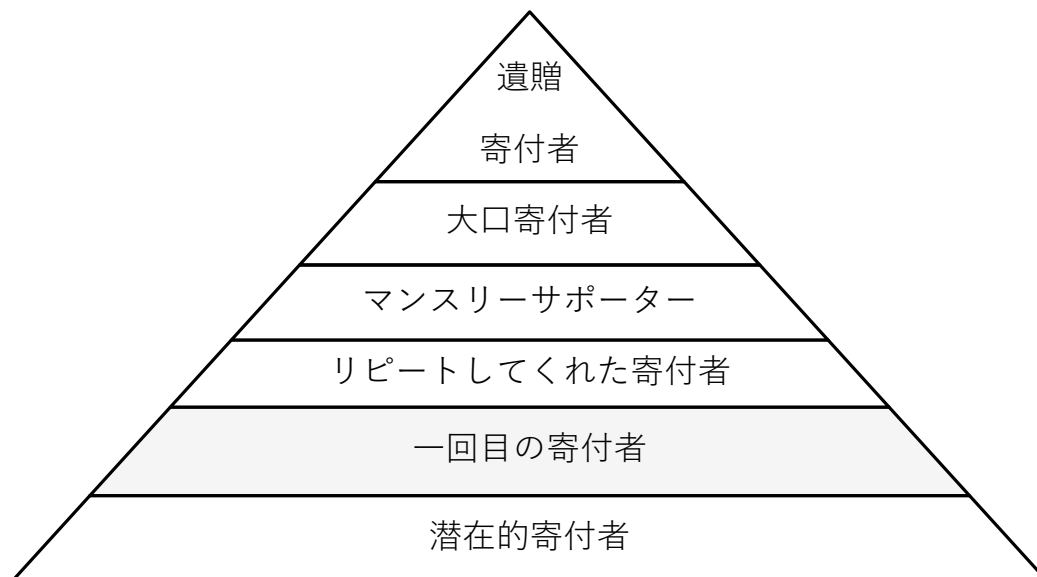 遺贈
寄付者
大口寄付者
マンスリーサポーター
リピートしてくれた寄付者
一回目の寄付者
潜在的寄付者